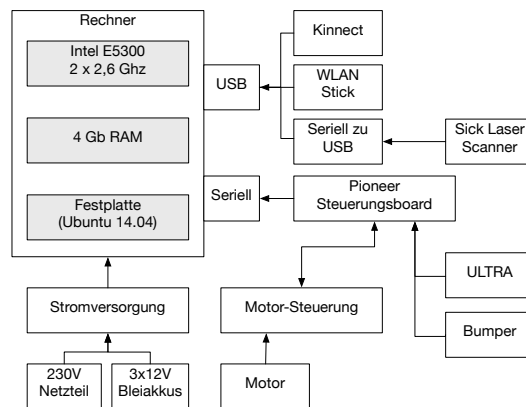 Rechner
Intel E5300
2 x 2,6 Ghz
4 Gb RAM
Festplatte
(Ubuntu 14.04)
USB
Seriell
Kinnect
WLAN
Stick
Seriell zu
USB
Sick Laser
Scanner
Pioneer
Steuerungsboard
Stromversorgung
Motor-Steuerung
ULTRA
Bumper
230V
Netzteil
3x12V
Bleiakkus
Motor